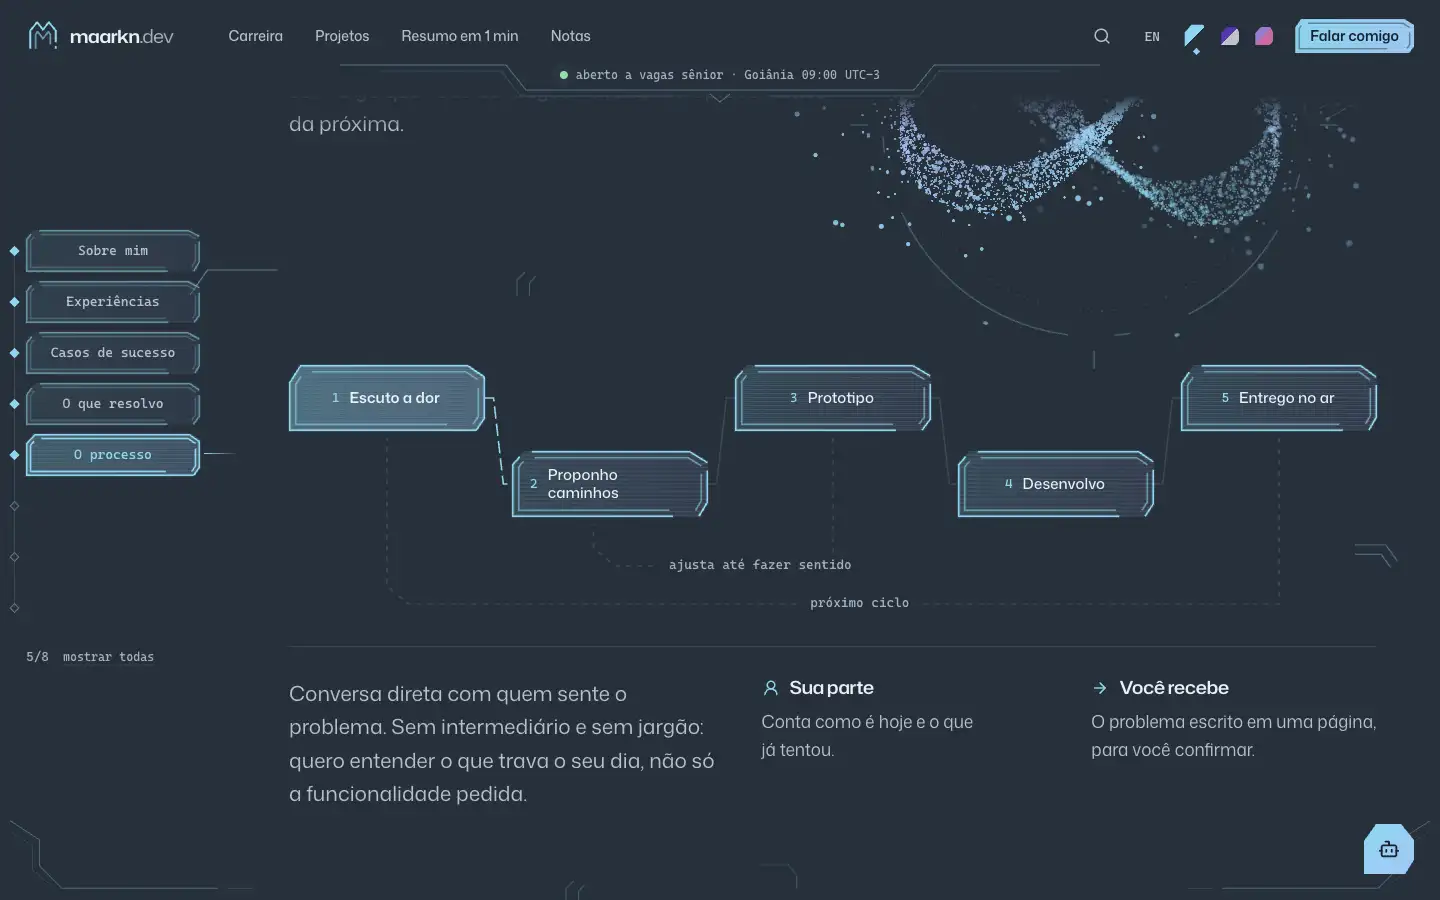 maarkn.dev
Carreira
Projetos
Resumo em 1 min
Notas
EN
Falar comigo
aberto a vagas sênior · Goiânia 09:00 UTC−3
da próxima.
Sobre mim
Experiências
Casos de sucesso
O que resolvo
O processo
5/8 mostrar todas
1 Escuto a dor
2 Proponho
caminhos
3 Prototipo
4 Desenvolvo
5 Entrego no ar
ajusta até fazer sentido
próximo ciclo
Conversa direta com quem sente o
problema. Sem intermediário e sem jargão:
quero entender o que trava o seu dia, não só
a funcionalidade pedida.
Sua parte
Conta como é hoje e o que
já tentou.
Você recebe
O problema escrito em uma página,
para você confirmar.